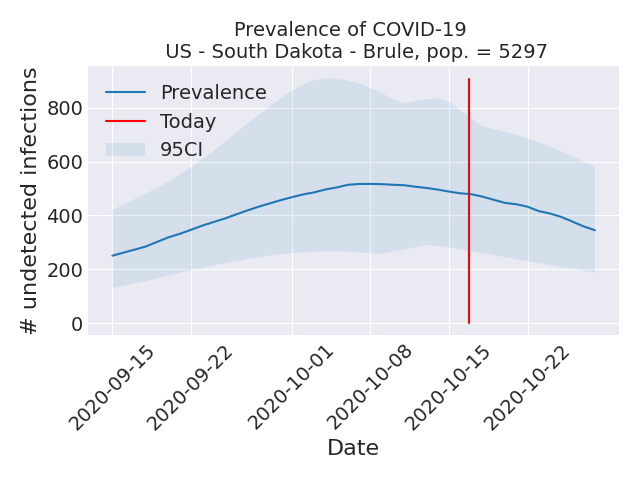 Prevalence of COVID-19
US - South Dakota - Brule, pop. = 5297
# undetected infections
800
600
400
200
0
Prevalence
Today
95CI
2020-09-15
2020-09-22
2020-10-01
2020-10-08
2020-10-15
2020-10-22
Date